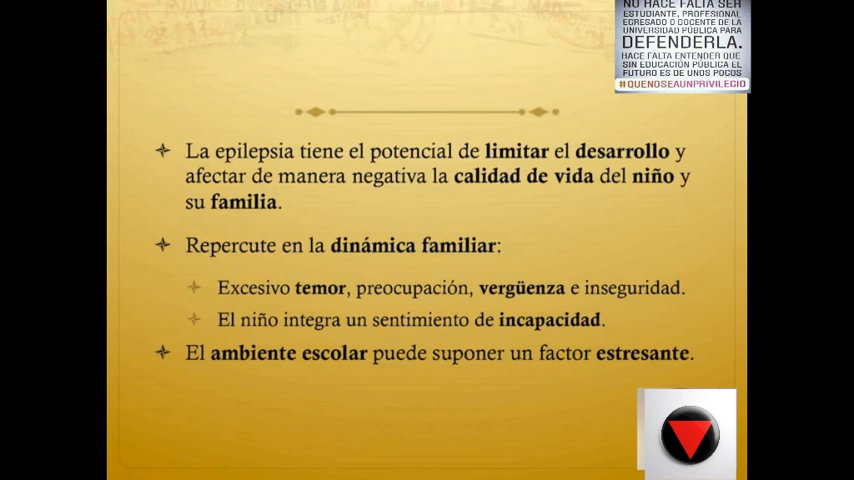 NO HACE FALTA SER
ESTUDIANTE, PROFESIONAL,
EGRESADO O DOCENTE DE LA
UNIVERSIDAD PÚBLICA PARA
DEFENDERLA.
HACE FALTA ENTENDER QUE
SIN EDUCACIÓN PÚBLICA EL
FUTURO ES DE UNOS POCOS
#QUENOSEAUNPRIVILEGIO
La epilepsia tiene el potencial de limitar el desarrollo y
afectar de manera negativa la calidad de vida del niño y
su familia.
Repercute en la dinámica familiar:
Excesivo temor, preocupación, vergüenza e inseguridad.
El niño integra un sentimiento de incapacidad.
El ambiente escolar puede suponer un factor estresante.